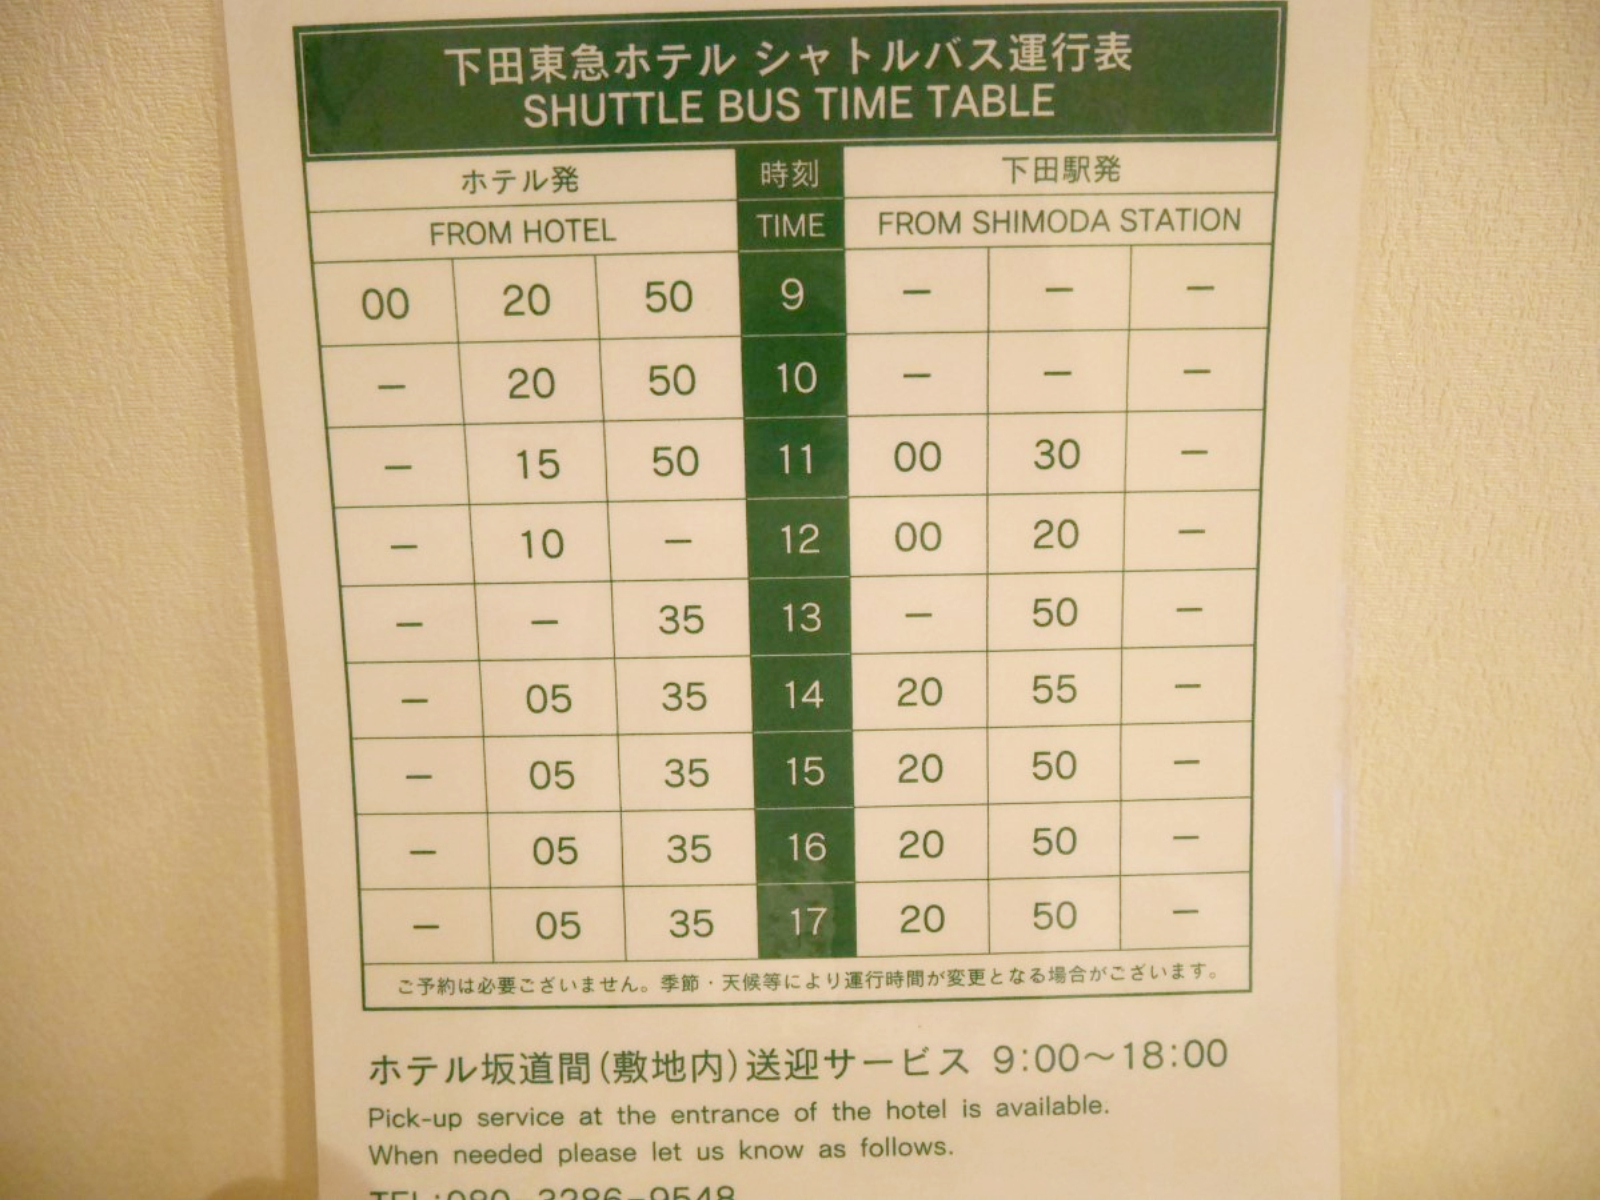 下田東急ホテル シャトルバス運行表
SHUTTLE BUS TIME TABLE
ホテル発 時刻 下田駅発
FROM HOTEL TIME FROM SHIMODA STATION
00 20 50 9 － － －
－ 20 50 10 － － －
－ 15 50 11 00 30 －
－ 10 － 12 00 20 －
－ － 35 13 － 50 －
－ 05 35 14 20 55 －
－ 05 35 15 20 50 －
－ 05 35 16 20 50 －
－ 05 35 17 20 50 －
ご予約は必要ございません。季節・天候等により運行時間が変更となる場合がございます。
ホテル坂道間(敷地内)送迎サービス 9:00～18:00
Pick-up service at the entrance of the hotel is available.
When needed please let us know as follows.
TEL:080-3286-9548